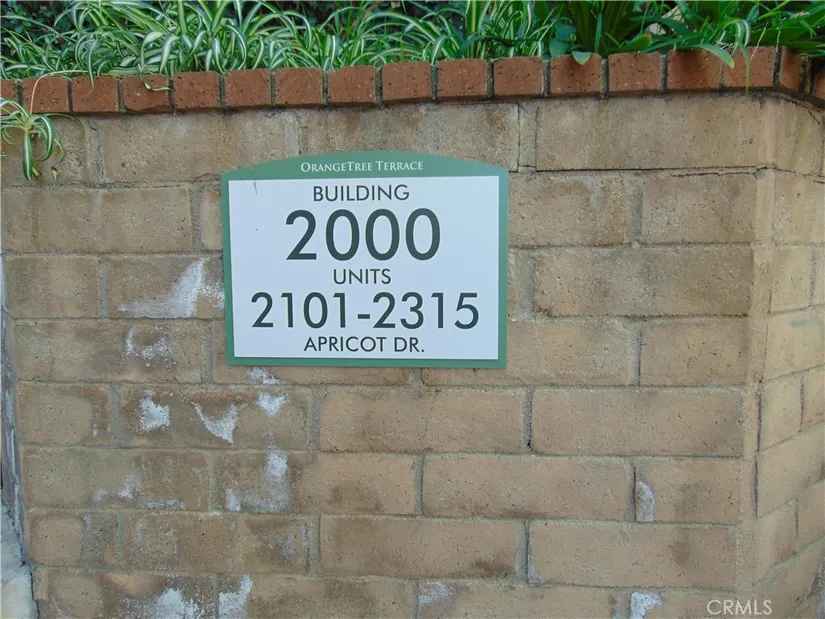 OrangeTree Terrace
BUILDING
2000
UNITS
2101-2315
APRICOT DR.
CRMLS